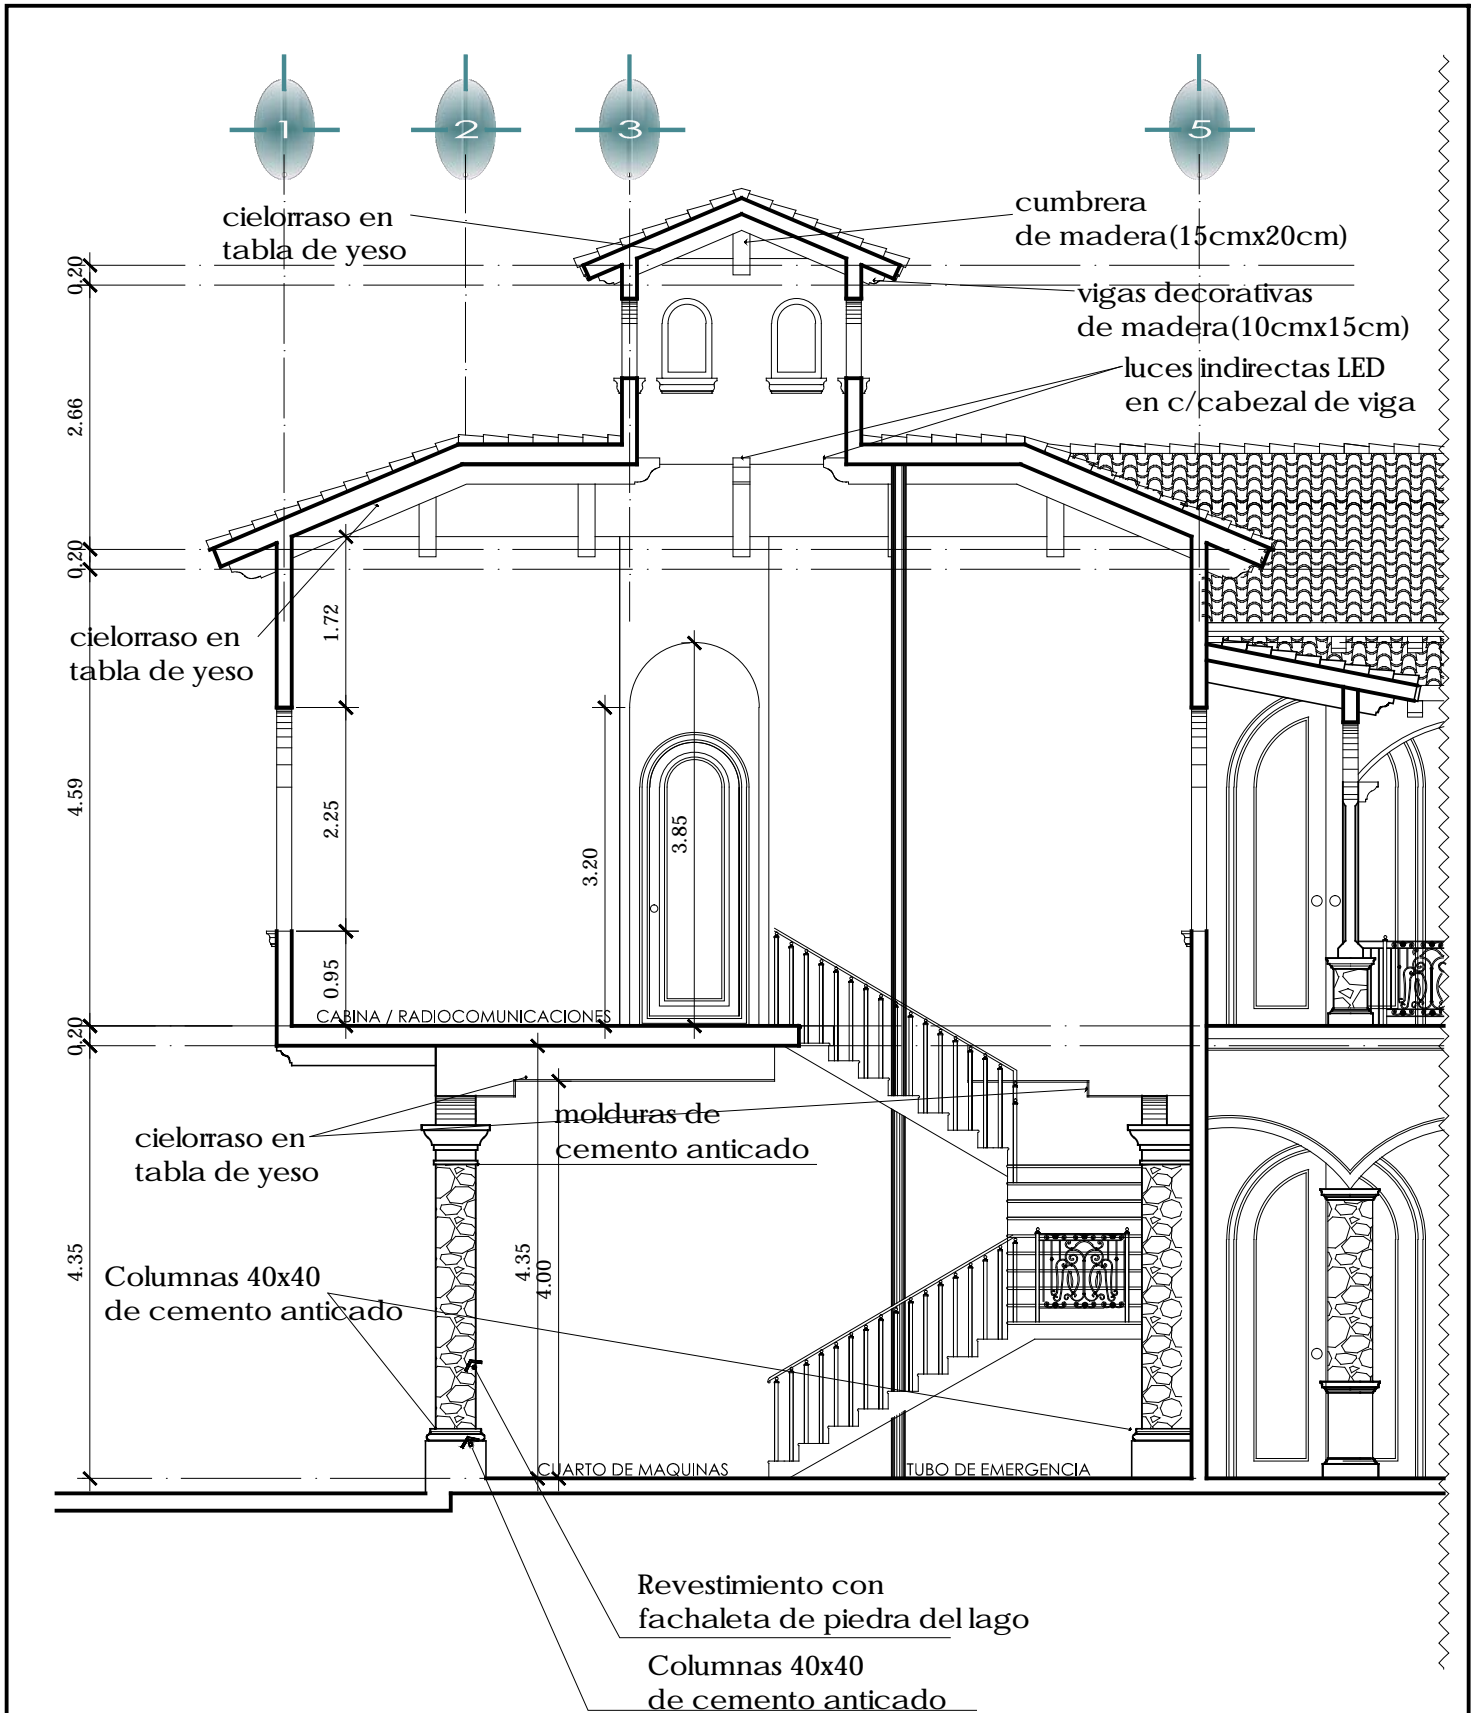 1
2
3
5
cielorraso en
tabla de yeso
cumbrera
de madera(15cmx20cm)
vigas decorativas
de madera(10cmx15cm)
luces indirectas LED
en c/cabezal de viga
0.20
2.66
0.20
4.59
0.20
4.35
cielorraso en
tabla de yeso
1.72
2.25
0.95
3.20
3.85
CABINA / RADIOCOMUNICACIONES
cielorraso en
tabla de yeso
molduras de
cemento anticado
Columnas 40x40
de cemento anticado
4.35
4.00
CUARTO DE MAQUINAS
TUBO DE EMERGENCIA
Revestimiento con
fachaleta de piedra del lago
Columnas 40x40
de cemento anticado